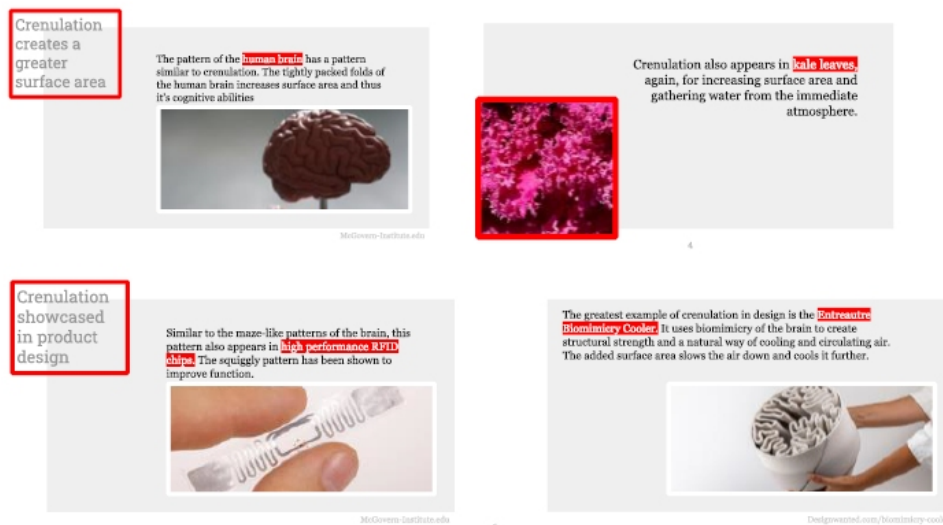 Crenulation
creates a
greater
surface area
The pattern of the human brain has a pattern
similar to crenulation. The tightly packed folds of
the human brain increases surface area and thus
it's cognitive abilities
McGovern-Institute.edu
Crenulation also appears in kale leaves,
again, for increasing surface area and
gathering water from the immediate
atmosphere.
4
Crenulation
showcased
in product
design
Similar to the maze-like patterns of the brain, this
pattern also appears in high performance RFID
chips. The squiggly pattern has been shown to
improve function.
McGovern-Institute.edu
The greatest example of crenulation in design is the Entreautre
Biomimicry Cooler. It uses biomimicry of the brain to create
structural strength and a natural way of cooling and circulating air.
The added surface area slows the air down and cools it further.
Designwanted.com/biomimicry-cool